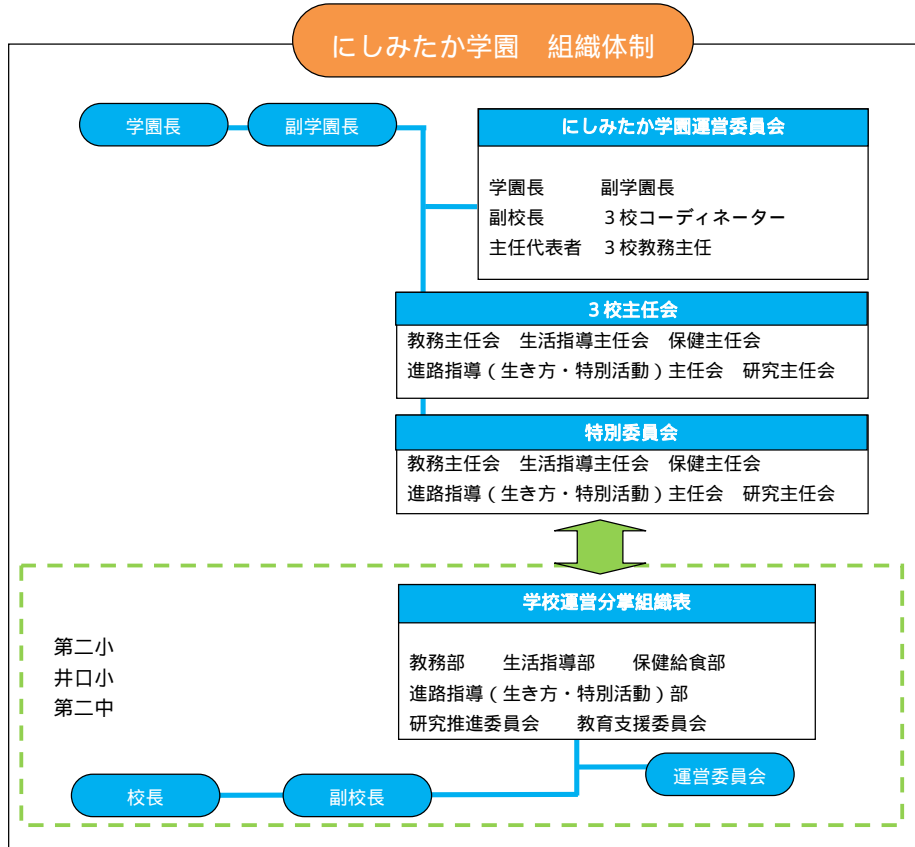 にしみたか学園　組織体制
学園長
副学園長
にしみたか学園運営委員会
学園長　　　副学園長
副校長　　　３校コーディネーター
主任代表者　３校教務主任
３校主任会
教務主任会　生活指導主任会　保健主任会
進路指導（生き方・特別活動）主任会　研究主任会
特別委員会
教務主任会　生活指導主任会　保健主任会
進路指導（生き方・特別活動）主任会　研究主任会
学校運営分掌組織表
教務部　　生活指導部　　保健給食部
進路指導（生き方・特別活動）部
研究推進委員会　　教育支援委員会
第二小
井口小
第二中
運営委員会
校長
副校長